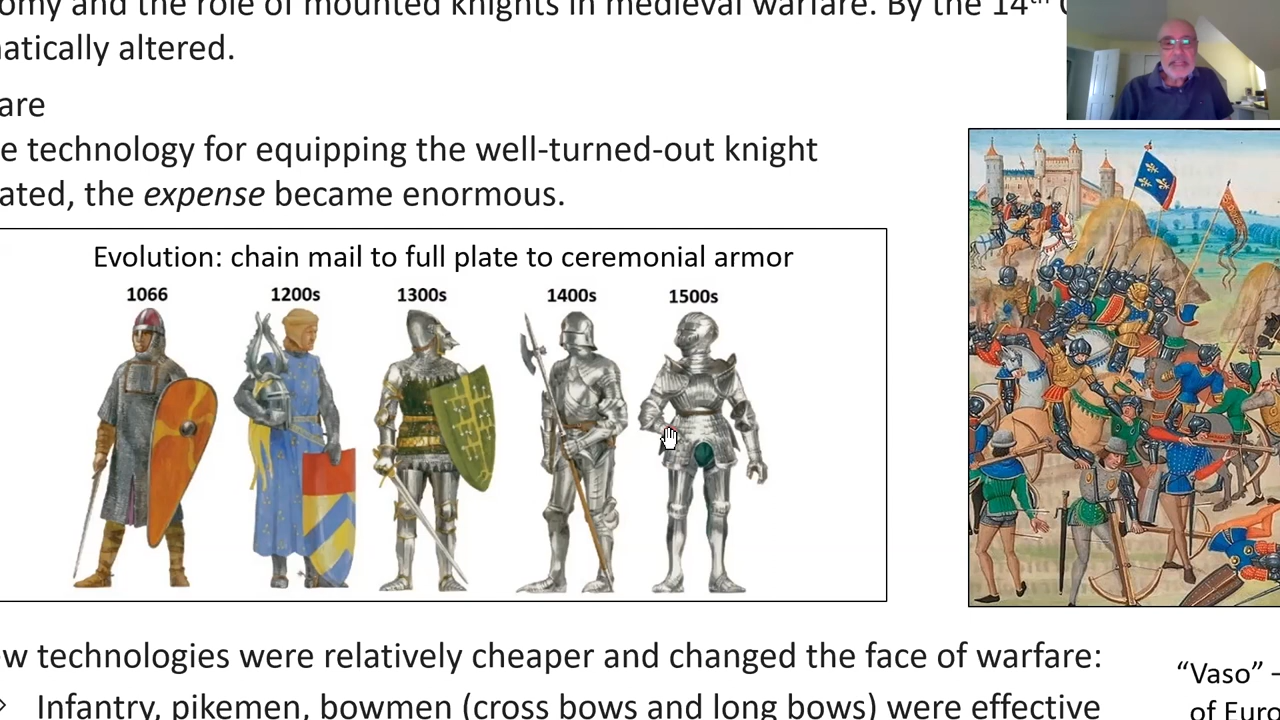 omy and the role of mounted knights in medieval warfare. By the 14th
atically altered.
are
e technology for equipping the well-turned-out knight
ated, the expense became enormous.
Evolution: chain mail to full plate to ceremonial armor
1066 1200s 1300s 1400s 1500s
w technologies were relatively cheaper and changed the face of warfare:
Infantry, pikemen, bowmen (cross bows and long bows) were effective
“Vaso” -
of Euro